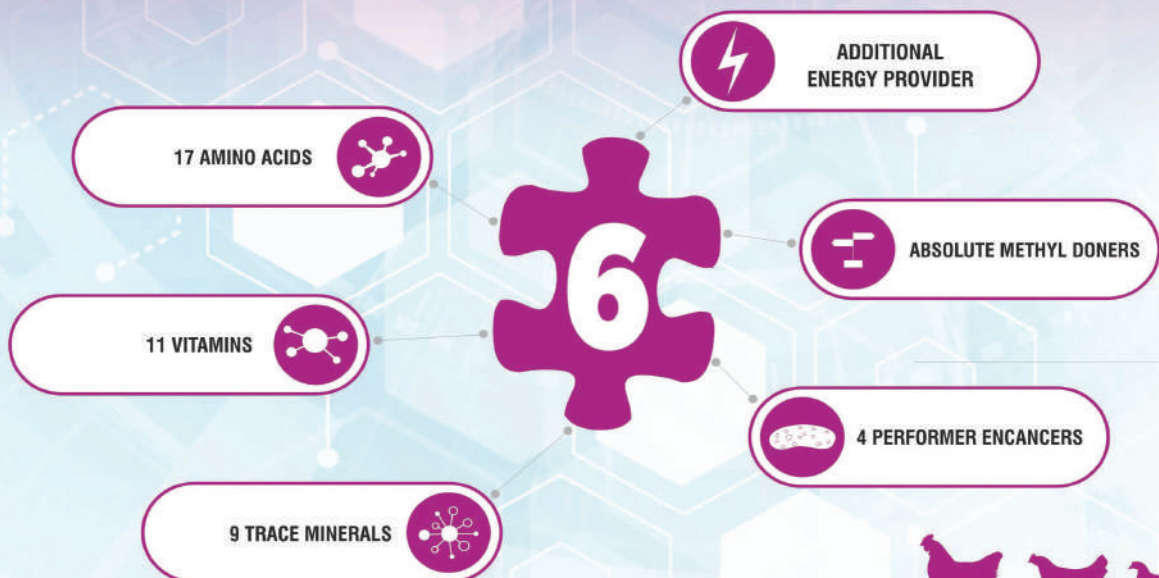 ADDITIONAL
ENERGY PROVIDER
17 AMINO ACIDS
6
ABSOLUTE METHYL DONERS
11 VITAMINS
4 PERFORMER ENCANCERS
9 TRACE MINERALS